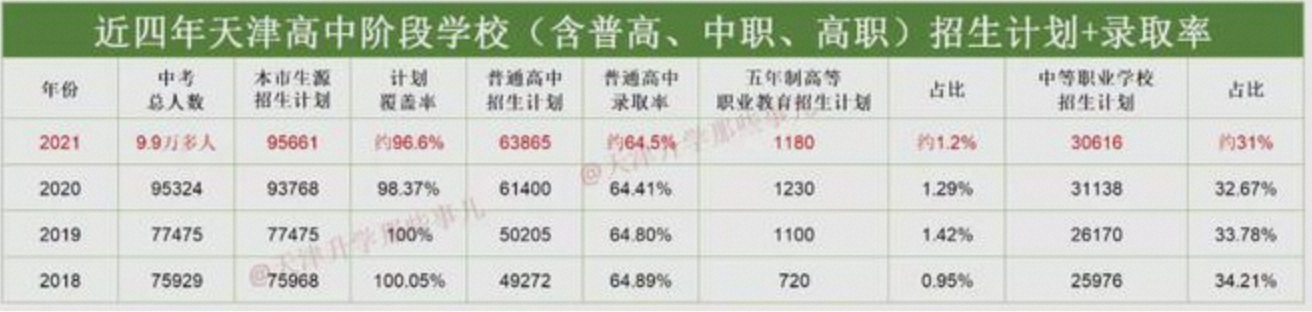 近四年天津高中阶段学校（含普高、中职、高职）招生计划+录取率
年份 中考总人数 本市生源招生计划 计划覆盖率 普通高中招生计划 普通高中录取率 五年制高等职业教育招生计划 占比 中等职业学校招生计划 占比
2021 9.9万多人 95661 约96.6% 63865 约64.5% 1180 约1.2% 30616 约31%
2020 95324 93768 98.37% 61400 64.41% 1230 1.29% 31138 32.67%
2019 77475 77475 100% 50205 64.80% 1100 1.42% 26170 33.78%
2018 75929 75968 100.05% 49272 64.89% 720 0.95% 25976 34.21%
@天津升学那些事儿
@天津升学那些事儿